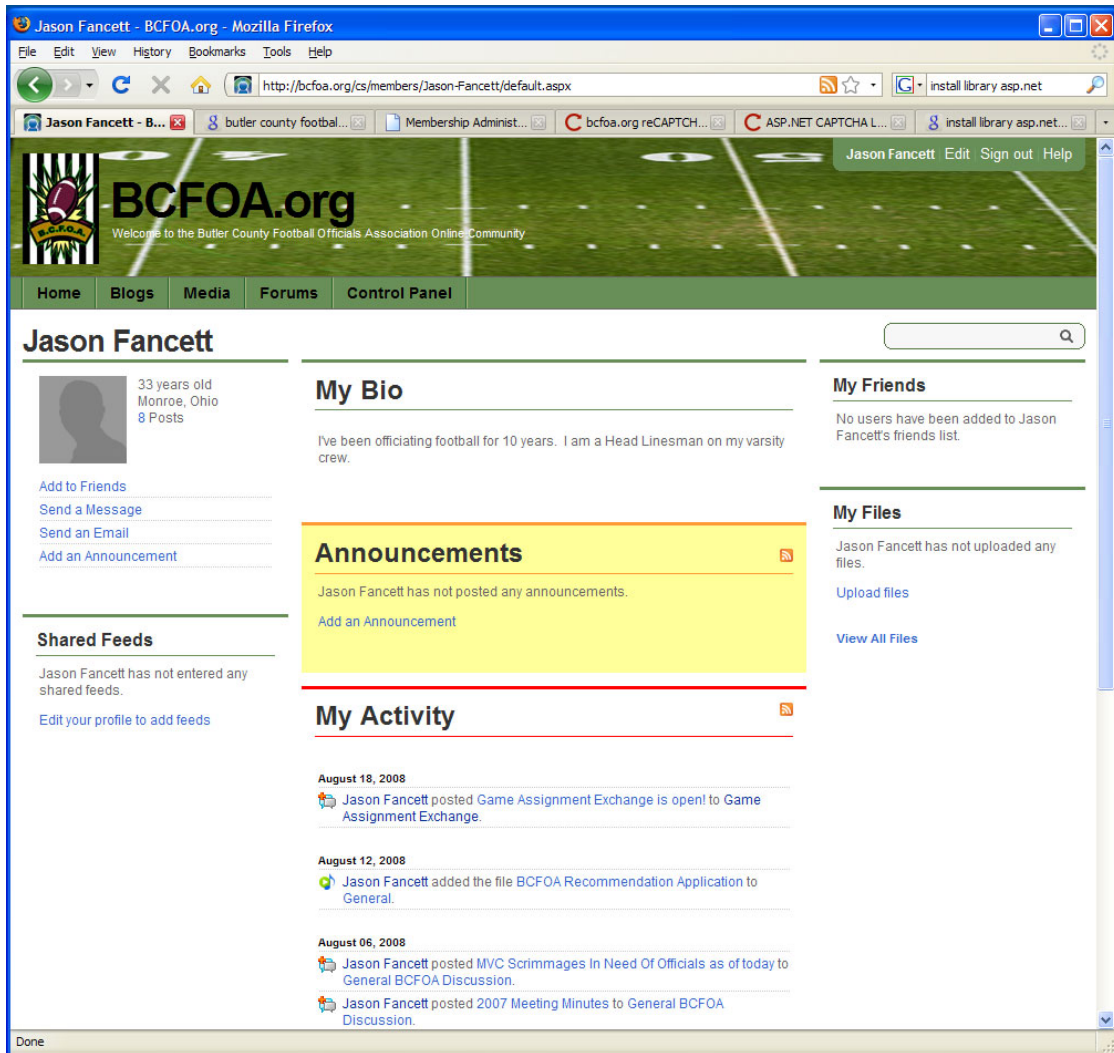 Jason Fancett - BCFOA.org - Mozilla Firefox
File Edit View History Bookmarks Tools Help
http://bcfoa.org/cs/members/Jason-Fancett/default.aspx
G install library asp.net
Jason Fancett - B...
butler county footbal...
Membership Administ...
bcfoa.org reCAPTCH...
ASP.NET CAPTCHA L...
install library asp.net...
Jason Fancett Edit Sign out Help
B.C.F.O.A.
BCFOA.org
Welcome to the Butler County Football Officials Association Online Community
Home Blogs Media Forums Control Panel
Jason Fancett
33 years old
Monroe, Ohio
8 Posts
Add to Friends
Send a Message
Send an Email
Add an Announcement
Shared Feeds
Jason Fancett has not entered any
shared feeds.
Edit your profile to add feeds
My Bio
I've been officiating football for 10 years. I am a Head Linesman on my varsity
crew.
Announcements
Jason Fancett has not posted any announcements.
Add an Announcement
My Activity
August 18, 2008
Jason Fancett posted Game Assignment Exchange is open! to Game
Assignment Exchange.
August 12, 2008
Jason Fancett added the file BCFOA Recommendation Application to
General.
August 06, 2008
Jason Fancett posted MVC Scrimmages In Need Of Officials as of today to
General BCFOA Discussion.
Jason Fancett posted 2007 Meeting Minutes to General BCFOA
Discussion.
My Friends
No users have been added to Jason
Fancett's friends list.
My Files
Jason Fancett has not uploaded any
files.
Upload files
View All Files
Done